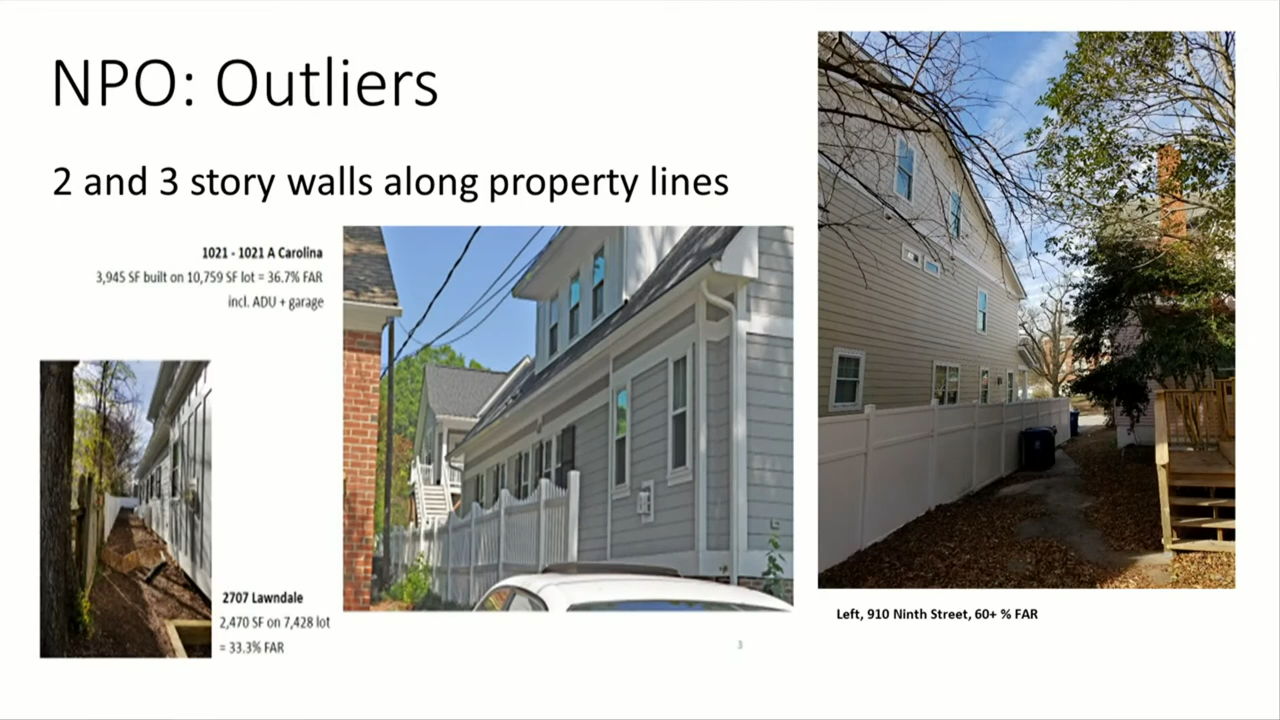 NPO: Outliers
2 and 3 story walls along property lines
1021 - 1021 A Carolina
3,945 SF built on 10,759 SF lot = 36.7% FAR
incl. ADU + garage
2707 Lawndale
2,470 SF on 7,428 lot
= 33.3% FAR
Left, 910 Ninth Street, 60+ % FAR
3